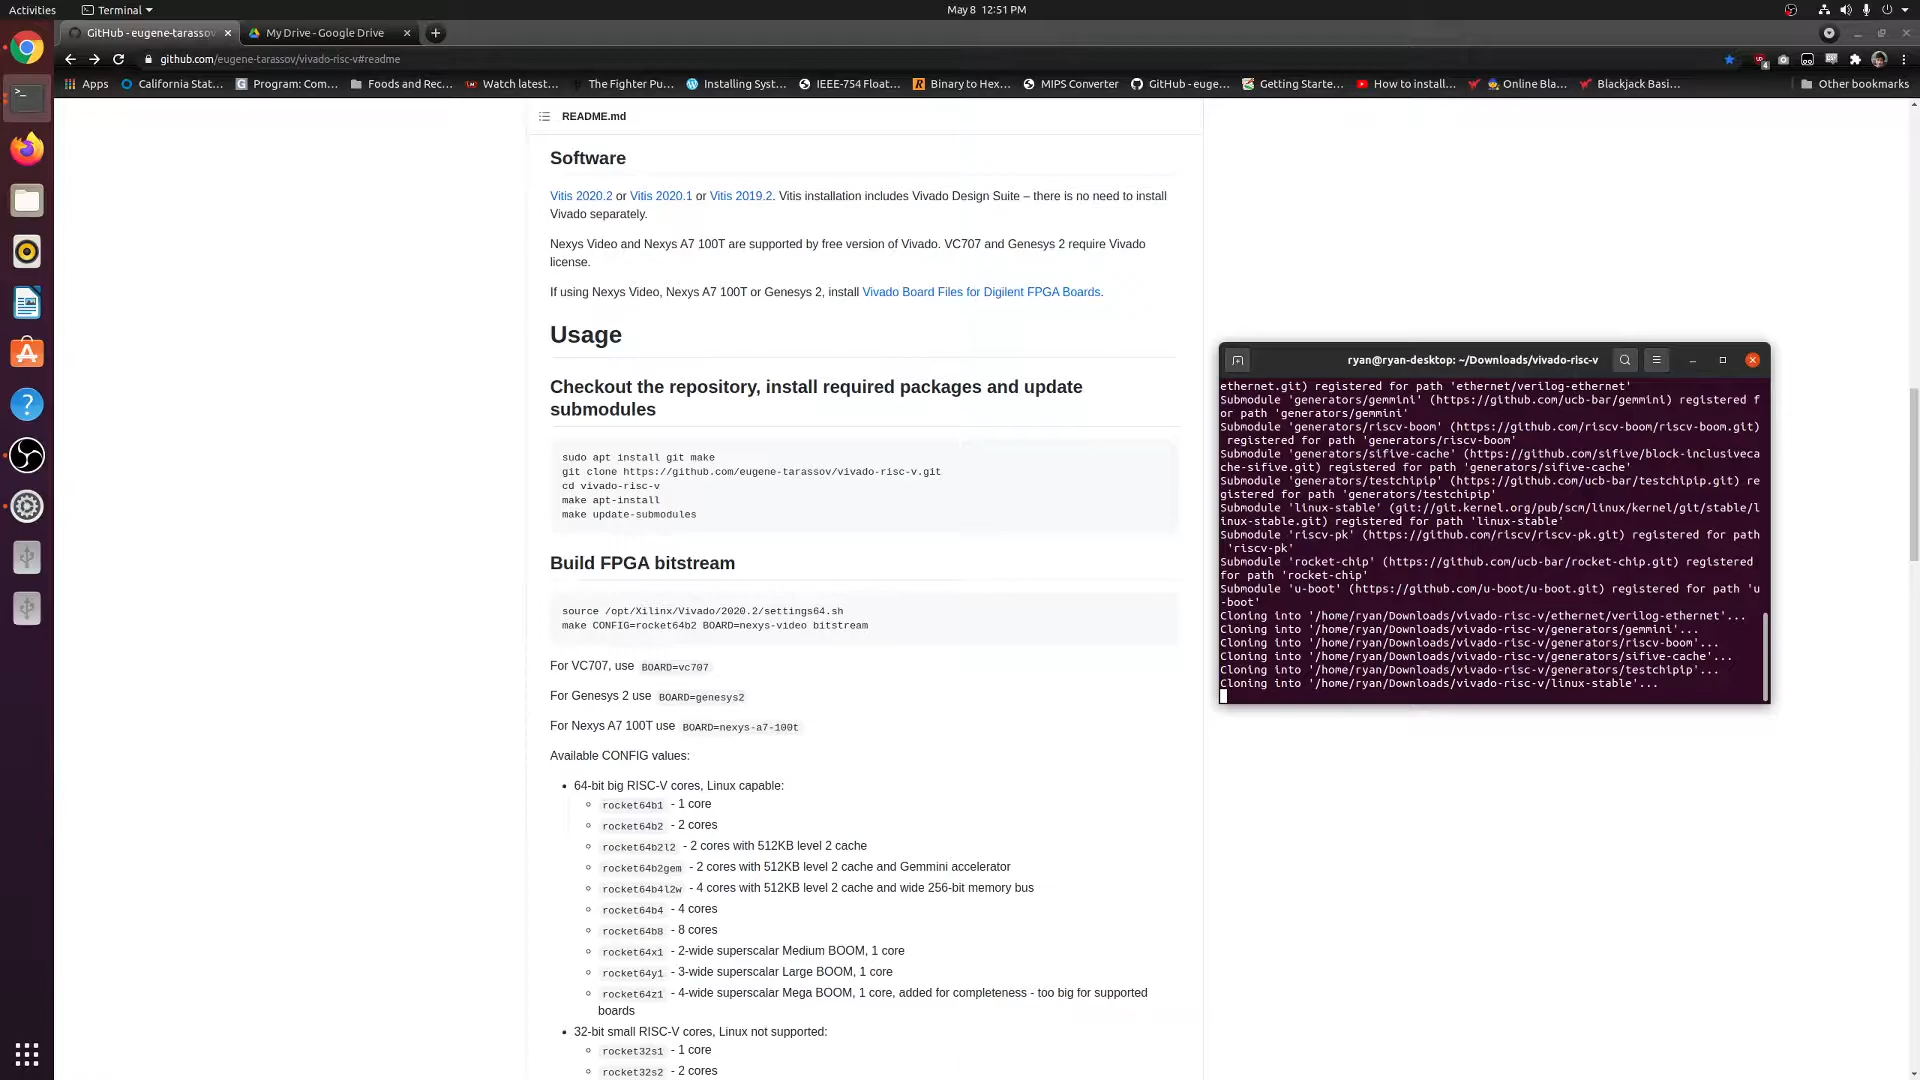 Activities
Terminal
May 8 12:51 PM
GitHub - eugene-tarassov
My Drive - Google Drive
github.com/eugene-tarassov/vivado-risc-v#readme
Apps
California Stat...
Program: Com...
Foods and Rec...
Watch latest...
The Fighter Pu...
Installing Syst...
IEEE-754 Float...
Binary to Hex...
MIPS Converter
GitHub - euge...
Getting Starte...
How to install...
Online Bla...
Blackjack Basi...
Other bookmarks
README.md
Software
Vitis 2020.2 or Vitis 2020.1 or Vitis 2019.2. Vitis installation includes Vivado Design Suite – there is no need to install
Vivado separately.
Nexys Video and Nexys A7 100T are supported by free version of Vivado. VC707 and Genesys 2 require Vivado
license.
If using Nexys Video, Nexys A7 100T or Genesys 2, install Vivado Board Files for Digilent FPGA Boards.
Usage
Checkout the repository, install required packages and update
submodules
sudo apt install git make
git clone https://github.com/eugene-tarassov/vivado-risc-v.git
cd vivado-risc-v
make apt-install
make update-submodules
Build FPGA bitstream
source /opt/Xilinx/Vivado/2020.2/settings64.sh
make CONFIG=rocket64b2 BOARD=nexys-video bitstream
For VC707, use BOARD=vc707
For Genesys 2 use BOARD=genesys2
For Nexys A7 100T use BOARD=nexys-a7-100t
Available CONFIG values:
• 64-bit big RISC-V cores, Linux capable:
◦ rocket64b1 - 1 core
◦ rocket64b2 - 2 cores
◦ rocket64b2l2 - 2 cores with 512KB level 2 cache
◦ rocket64b2gem - 2 cores with 512KB level 2 cache and Gemmini accelerator
◦ rocket64b4l2w - 4 cores with 512KB level 2 cache and wide 256-bit memory bus
◦ rocket64b4 - 4 cores
◦ rocket64b8 - 8 cores
◦ rocket64x1 - 2-wide superscalar Medium BOOM, 1 core
◦ rocket64y1 - 3-wide superscalar Large BOOM, 1 core
◦ rocket64z1 - 4-wide superscalar Mega BOOM, 1 core, added for completeness - too big for supported
boards
• 32-bit small RISC-V cores, Linux not supported:
◦ rocket32s1 - 1 core
◦ rocket32s2 - 2 cores
ryan@ryan-desktop: ~/Downloads/vivado-risc-v
ethernet.git) registered for path 'ethernet/verilog-ethernet'
Submodule 'generators/gemmini' (https://github.com/ucb-bar/gemmini) registered f
or path 'generators/gemmini'
Submodule 'generators/riscv-boom' (https://github.com/riscv-boom/riscv-boom.git)
 registered for path 'generators/riscv-boom'
Submodule 'generators/sifive-cache' (https://github.com/sifive/block-inclusiveca
che-sifive.git) registered for path 'generators/sifive-cache'
Submodule 'generators/testchipip' (https://github.com/ucb-bar/testchipip.git) re
gistered for path 'generators/testchipip'
Submodule 'linux-stable' (git://git.kernel.org/pub/scm/linux/kernel/git/stable/l
inux-stable.git) registered for path 'linux-stable'
Submodule 'riscv-pk' (https://github.com/riscv/riscv-pk.git) registered for path
 'riscv-pk'
Submodule 'rocket-chip' (https://github.com/ucb-bar/rocket-chip.git) registered
for path 'rocket-chip'
Submodule 'u-boot' (https://github.com/u-boot/u-boot.git) registered for path 'u
-boot'
Cloning into '/home/ryan/Downloads/vivado-risc-v/ethernet/verilog-ethernet'...
Cloning into '/home/ryan/Downloads/vivado-risc-v/generators/gemmini'...
Cloning into '/home/ryan/Downloads/vivado-risc-v/generators/riscv-boom'...
Cloning into '/home/ryan/Downloads/vivado-risc-v/generators/sifive-cache'...
Cloning into '/home/ryan/Downloads/vivado-risc-v/generators/testchipip'...
Cloning into '/home/ryan/Downloads/vivado-risc-v/linux-stable'...